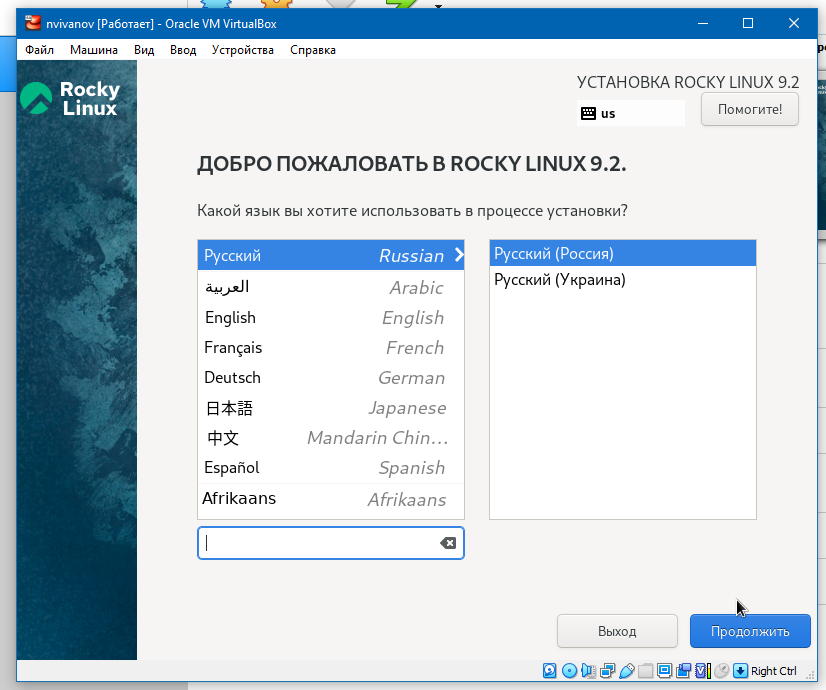 nvivanov [Работает] - Oracle VM VirtualBox
Файл Машина Вид Ввод Устройства Справка
Rocky
Linux
УСТАНОВКА ROCKY LINUX 9.2
us
Помогите!
ДОБРО ПОЖАЛОВАТЬ В ROCKY LINUX 9.2.
Какой язык вы хотите использовать в процессе установки?
Русский Russian
العربية Arabic
English English
Français French
Deutsch German
日本語 Japanese
中文 Mandarin Chin…
Español Spanish
Afrikaans Afrikaans
Русский (Россия)
Русский (Украина)
Выход
Продолжить
Right Ctrl